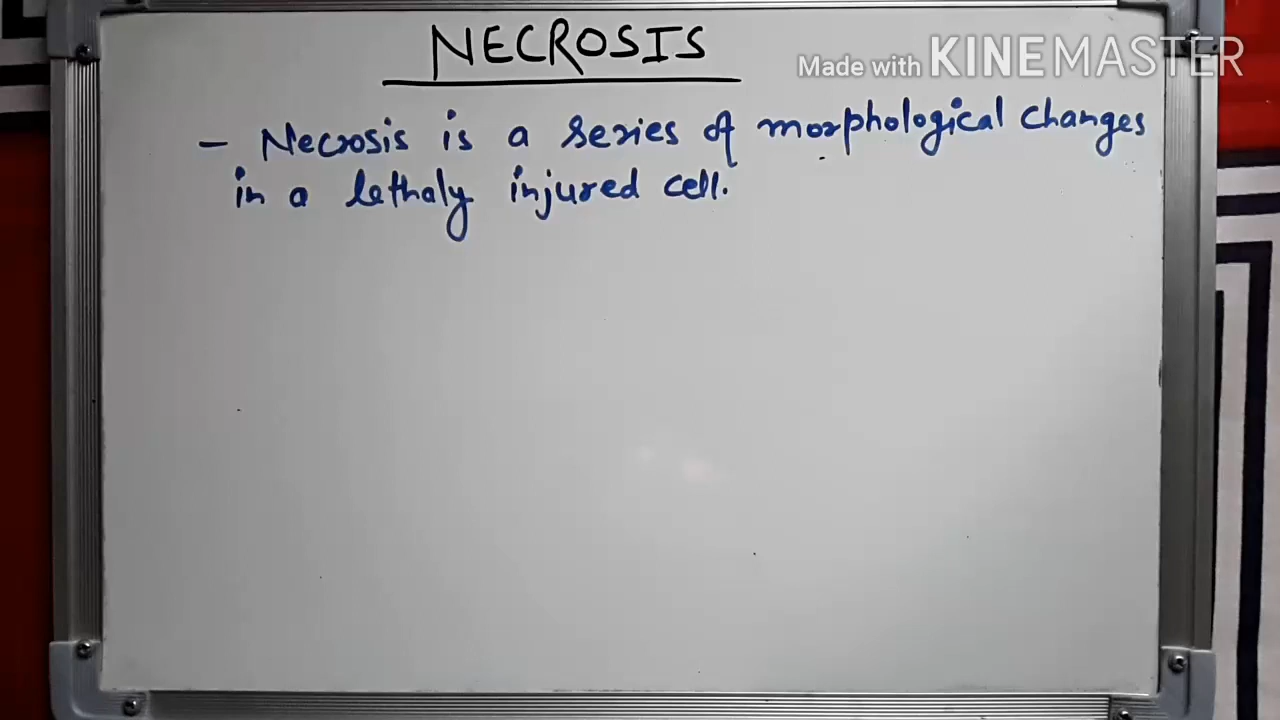 NECROSIS
Made with KINEMASTER
- Necrosis is a series of morphological changes
in a lethaly injured cell.